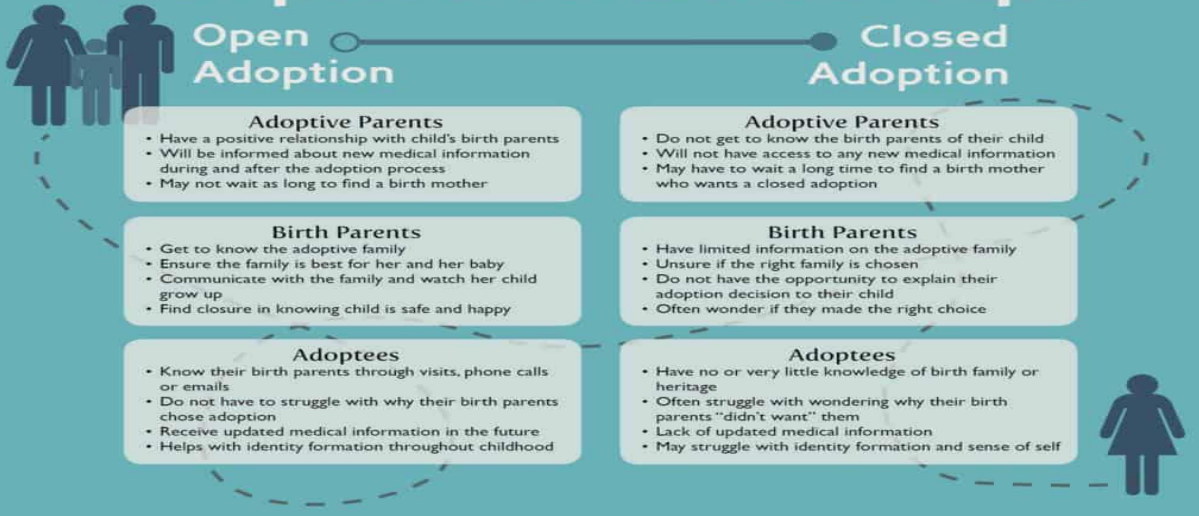 Open
Adoption
Closed
Adoption
Adoptive Parents
• Have a positive relationship with child's birth parents
• Will be informed about new medical information
during and after the adoption process
• May not wait as long to find a birth mother
Birth Parents
• Get to know the adoptive family
• Ensure the family is best for her and her baby
• Communicate with the family and watch her child
grow up
• Find closure in knowing child is safe and happy
Adoptees
• Know their birth parents through visits, phone calls
or emails
• Do not have to struggle with why their birth parents
chose adoption
• Receive updated medical information in the future
• Helps with identity formation throughout childhood
Adoptive Parents
• Do not get to know the birth parents of their child
• Will not have access to any new medical information
• May have to wait a long time to find a birth mother
who wants a closed adoption
Birth Parents
• Have limited information on the adoptive family
• Unsure if the right family is chosen
• Do not have the opportunity to explain their
adoption decision to their child
• Often wonder if they made the right choice
Adoptees
• Have no or very little knowledge of birth family or
heritage
• Often struggle with wondering why their birth
parents "didn't want" them
• Lack of updated medical information
• May struggle with identity formation and sense of self